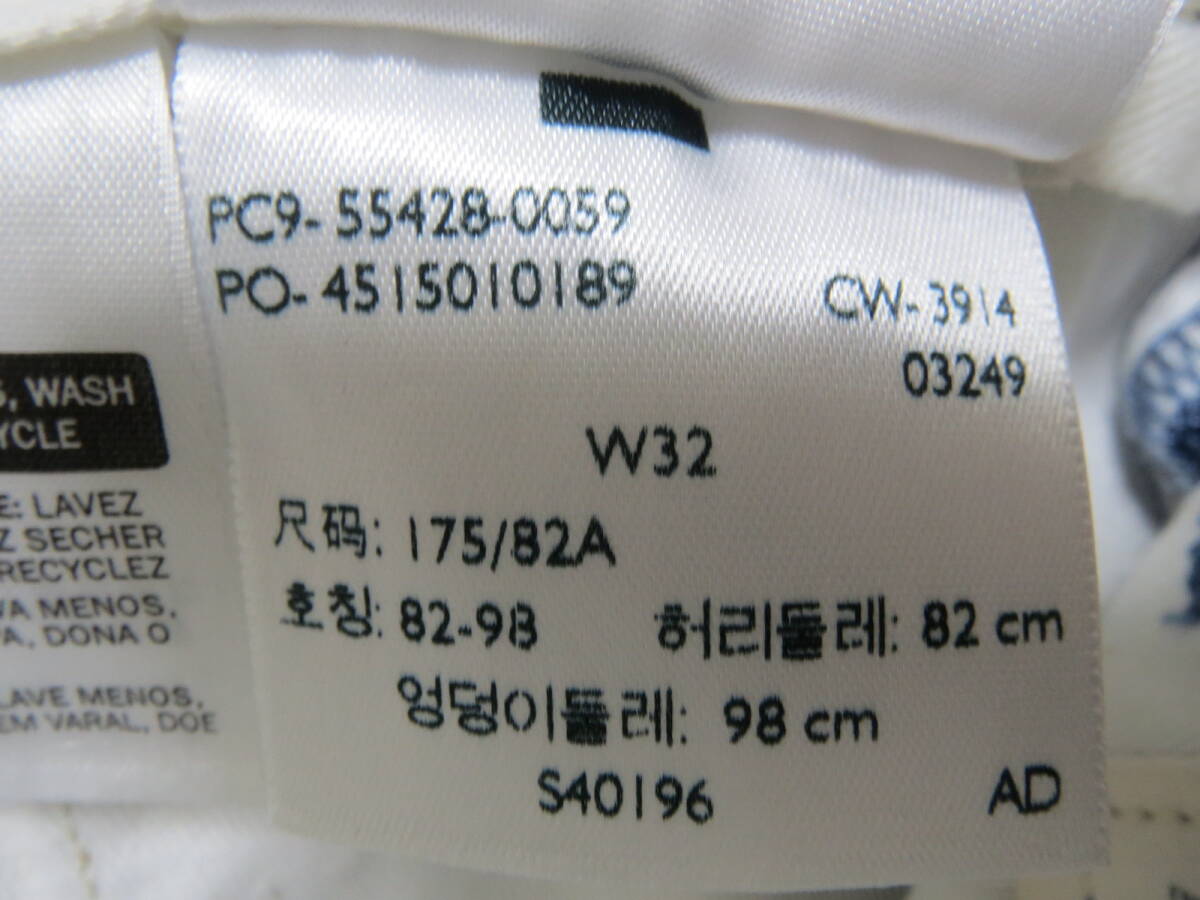 PC9-55428-0059
PO-4515010189
CW-3914
03249
W32
尺码: 175/82A
호칭: 82-98 허리둘레: 82 cm
엉덩이둘레: 98 cm
S40196 AD
, WASH
YCLE
E: LAVEZ
Z SECHER
RECYCLEZ
VA MENOS,
PA, DONA O
LAVE MENOS,
EM VARAL, DOE